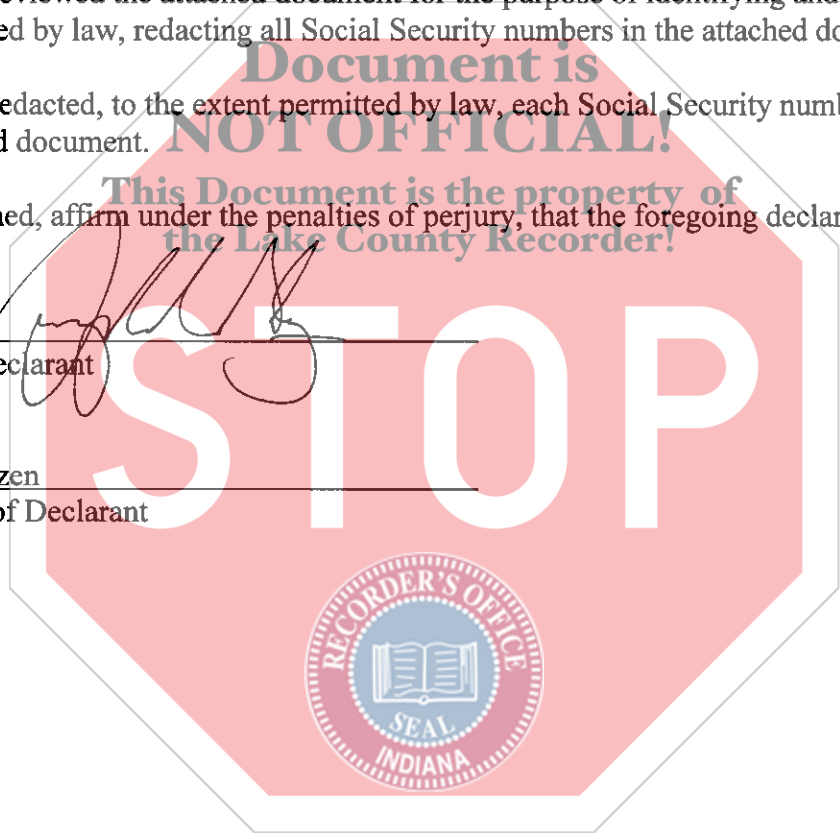 eviewed the attached document for the purpose of identifying and
ed by law, redacting all Social Security numbers in the attached do
Document is
edacted, to the extent permitted by law, each Social Security numb
d document.
NOT OFFICIAL!
This Document is the property of
ned, affirm under the penalties of perjury, that the foregoing declar
the Lake County Recorder!
eclarant
STOP
zen
of Declarant
RECORDER'S OFFICE
SEAL
INDIANA